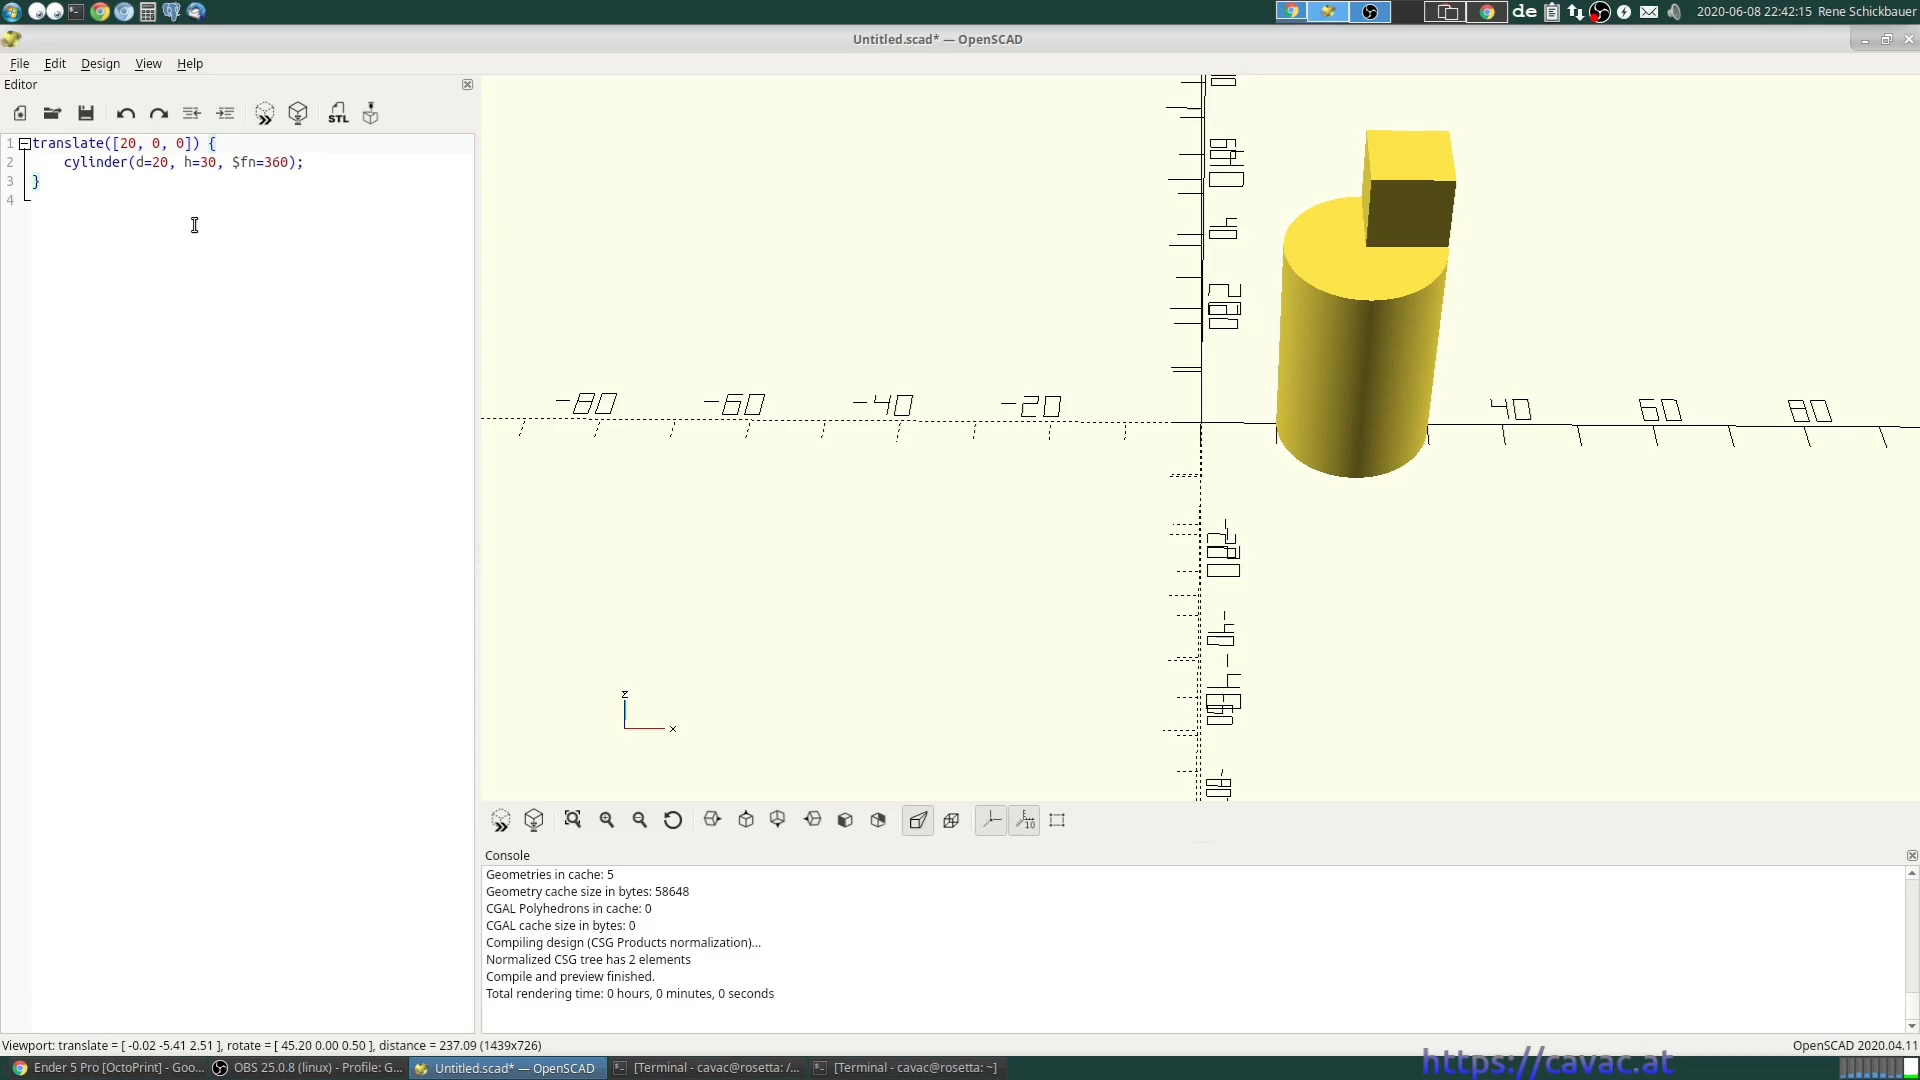 de
2020-06-08 22:42:15 Rene Schickbauer
Untitled.scad* — OpenSCAD
File Edit Design View Help
Editor
STL
1 translate([20, 0, 0]) {
2 cylinder(d=20, h=30, $fn=360);
3 }
4
-80 -60 -40 -20 40 60 80
z
x
10
Console
Geometries in cache: 5
Geometry cache size in bytes: 58648
CGAL Polyhedrons in cache: 0
CGAL cache size in bytes: 0
Compiling design (CSG Products normalization)...
Normalized CSG tree has 2 elements
Compile and preview finished.
Total rendering time: 0 hours, 0 minutes, 0 seconds
Viewport: translate = [ -0.02 -5.41 2.51 ], rotate = [ 45.20 0.00 0.50 ], distance = 237.09 (1439x726)
OpenSCAD 2020.04.11
Ender 5 Pro [OctoPrint] - Goo...
OBS 25.0.8 (linux) - Profile: G...
Untitled.scad* — OpenSCAD
[Terminal - cavac@rosetta: /...
[Terminal - cavac@rosetta: ~]
https://cavac.at